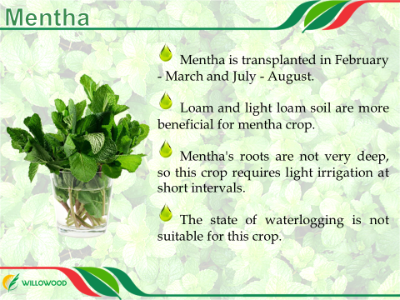 Mentha
Mentha is transplanted in February
- March and July - August.
Loam and light loam soil are more
beneficial for mentha crop.
Mentha's roots are not very deep,
so this crop requires light irrigation at
short intervals.
The state of waterlogging is not
suitable for this crop.
WILLOWOOD